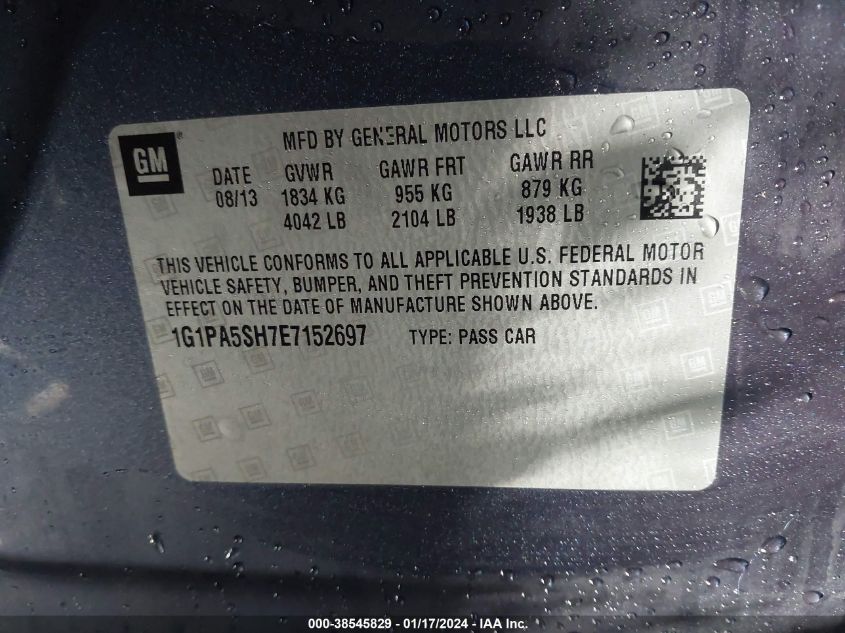 GM
MFD BY GENERAL MOTORS LLC
DATE GVWR GAWR FRT GAWR RR
08/13 1834 KG 955 KG 879 KG
4042 LB 2104 LB 1938 LB
THIS VEHICLE CONFORMS TO ALL APPLICABLE U.S. FEDERAL MOTOR
VEHICLE SAFETY, BUMPER, AND THEFT PREVENTION STANDARDS IN
EFFECT ON THE DATE OF MANUFACTURE SHOWN ABOVE.
1G1PA5SH7E7152697 TYPE: PASS CAR
000-38545829 - 01/17/2024 - IAA Inc.